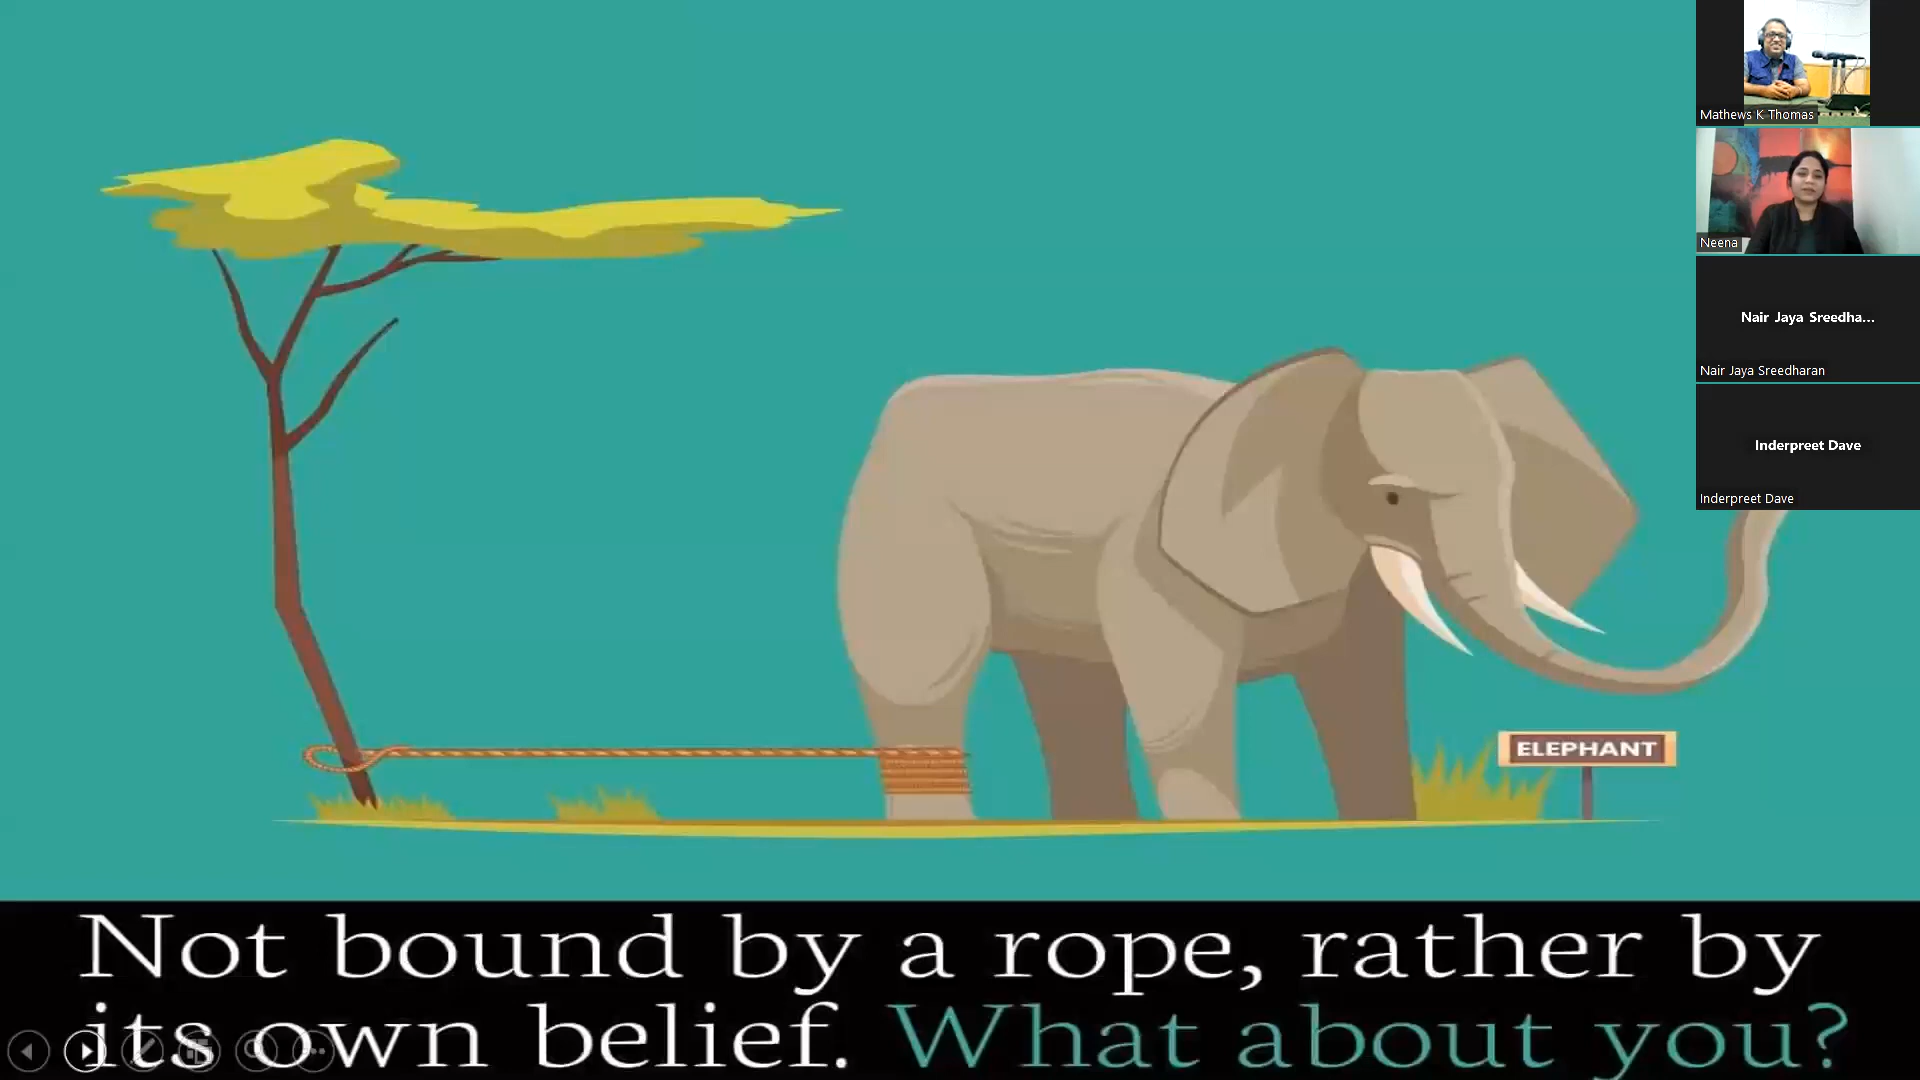 Mathews K Thomas
Neena
Nair Jaya Sreedha...
Nair Jaya Sreedharan
Inderpreet Dave
Inderpreet Dave
ELEPHANT
Not bound by a rope, rather by
its own belief. What about you?